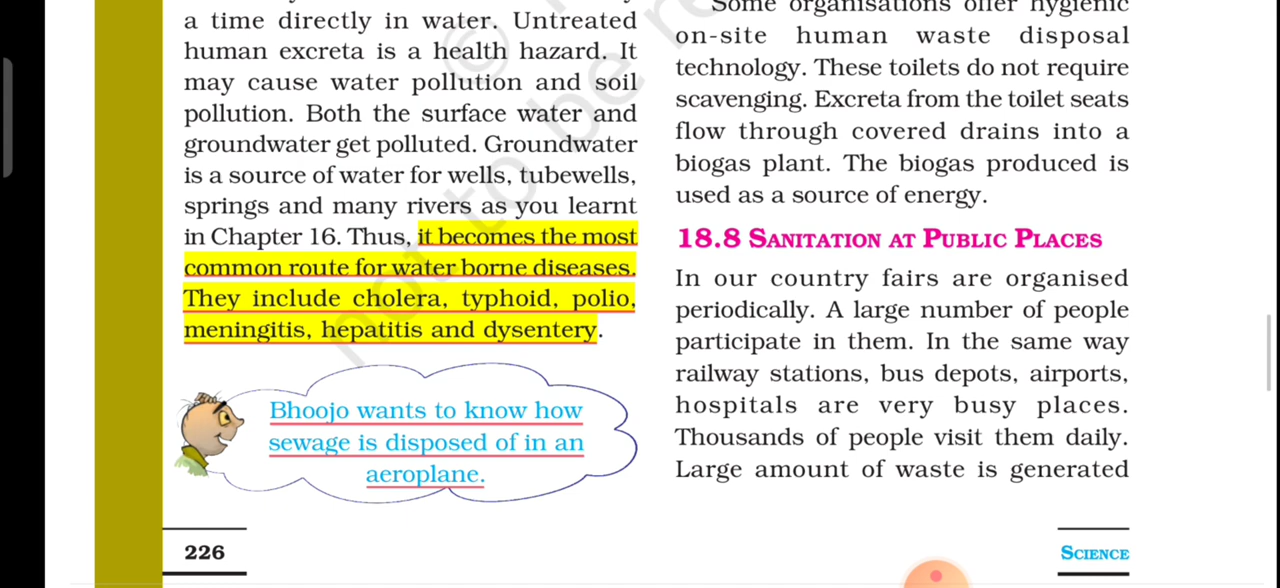 a time directly in water. Untreated
human excreta is a health hazard. It
may cause water pollution and soil
pollution. Both the surface water and
groundwater get polluted. Groundwater
is a source of water for wells, tubewells,
springs and many rivers as you learnt
in Chapter 16. Thus, it becomes the most
common route for water borne diseases.
They include cholera, typhoid, polio,
meningitis, hepatitis and dysentery.
Bhoojo wants to know how
sewage is disposed of in an
aeroplane.
226
Some organisations offer hygienic
on-site human waste disposal
technology. These toilets do not require
scavenging. Excreta from the toilet seats
flow through covered drains into a
biogas plant. The biogas produced is
used as a source of energy.
18.8 SANITATION AT PUBLIC PLACES
In our country fairs are organised
periodically. A large number of people
participate in them. In the same way
railway stations, bus depots, airports,
hospitals are very busy places.
Thousands of people visit them daily.
Large amount of waste is generated
SCIENCE
©
not to be r